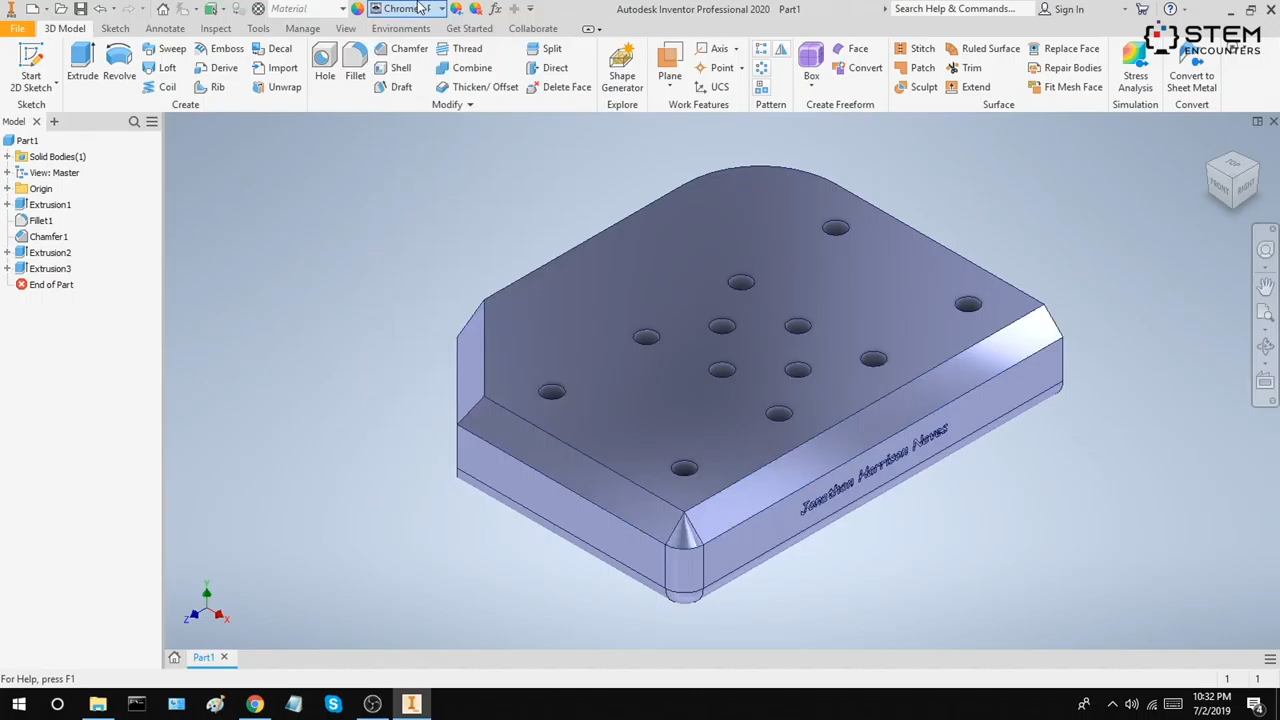 Material
Chrome
Autodesk Inventor Professional 2020 Part1
Search Help & Commands...
Sign In
File
3D Model
Sketch
Annotate
Inspect
Tools
Manage
View
Environments
Get Started
Collaborate
STEM
ENCOUNTERS
Start
2D Sketch
Extrude
Revolve
Sweep
Emboss
Decal
Loft
Derive
Import
Coil
Rib
Unwrap
Hole
Fillet
Chamfer
Thread
Split
Shell
Combine
Direct
Draft
Thicken/ Offset
Delete Face
Shape
Generator
Plane
Axis
Point
UCS
Box
Face
Convert
Stitch
Ruled Surface
Replace Face
Patch
Trim
Repair Bodies
Sculpt
Extend
Fit Mesh Face
Stress
Analysis
Convert to
Sheet Metal
Sketch
Create
Modify
Explore
Work Features
Pattern
Create Freeform
Surface
Simulation
Convert
Model
Part1
Solid Bodies(1)
View: Master
Origin
Extrusion1
Fillet1
Chamfer1
Extrusion2
Extrusion3
End of Part
TOP
FRONT
RIGHT
Jonathan Harrison Neves
Y
Z
X
Part1
For Help, press F1
1
1
10:32 PM
7/2/2019
4